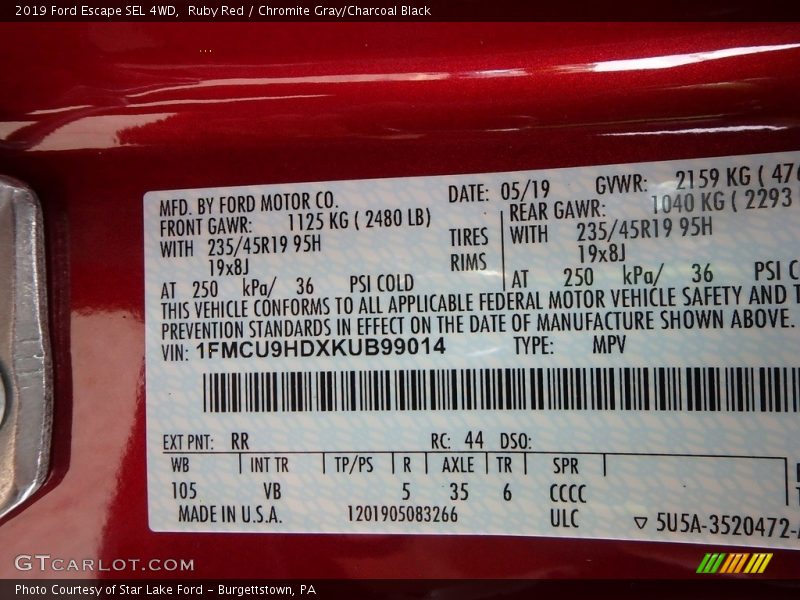 2019 Ford Escape SEL 4WD,  Ruby Red / Chromite Gray/Charcoal Black
MFD. BY FORD MOTOR CO. DATE: 05/19 GVWR: 2159 KG ( 476
FRONT GAWR: 1125 KG ( 2480 LB) REAR GAWR: 1040 KG ( 2293
WITH 235/45R19 95H TIRES WITH 235/45R19 95H
19x8J RIMS 19x8J
AT 250 kPa/ 36 PSI COLD AT 250 kPa/ 36 PSI C
THIS VEHICLE CONFORMS TO ALL APPLICABLE FEDERAL MOTOR VEHICLE SAFETY AND T
PREVENTION STANDARDS IN EFFECT ON THE DATE OF MANUFACTURE SHOWN ABOVE.
VIN: 1FMCU9HDXKUB99014 TYPE: MPV
EXT PNT: RR RC: 44 DSO:
WB INT TR TP/PS R AXLE TR SPR
105 VB 5 35 6 CCCC
MADE IN U.S.A. 1201905083266 ULC ▽ 5U5A-3520472-
GTCARLOT.COM
Photo Courtesy of Star Lake Ford - Burgettstown, PA